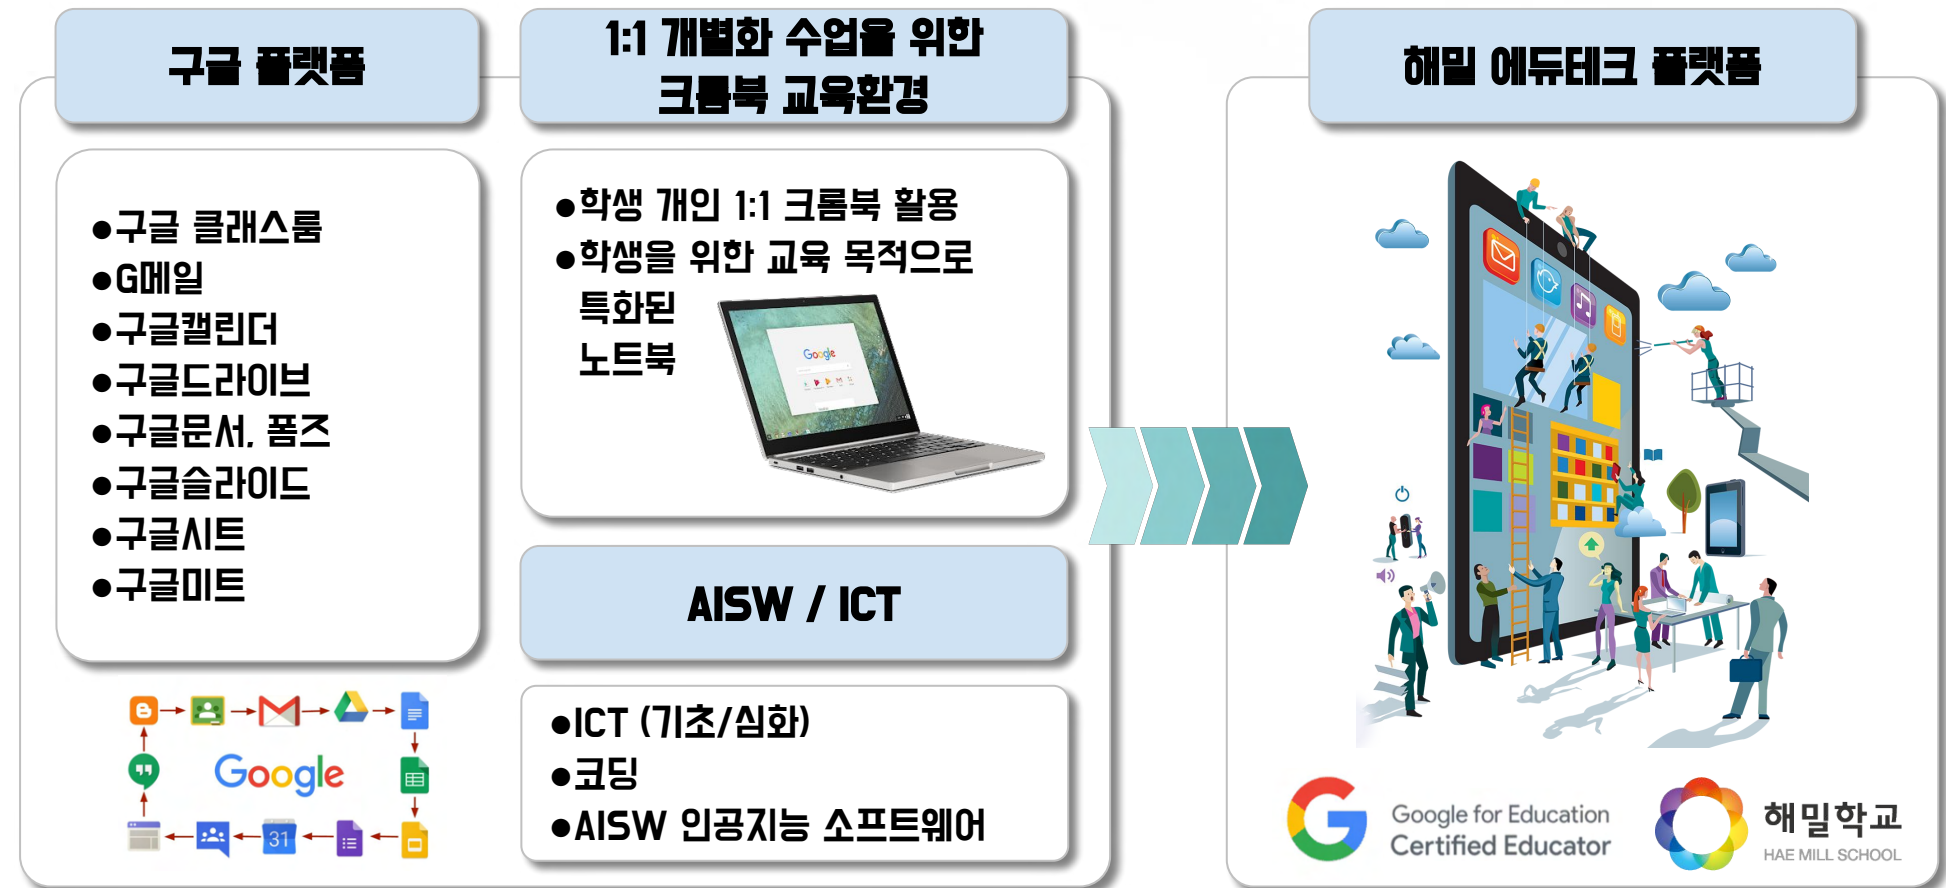 구글 플랫폼
●구글 클래스룸
●G메일
●구글캘린더
●구글드라이브
●구글문서, 폼즈
●구글슬라이드
●구글시트
●구글미트
Google
31
1:1 개별화 수업을 위한
크롬북 교육환경
●학생 개인 1:1 크롬북 활용
●학생을 위한 교육 목적으로
특화된
노트북
Google
AISW / ICT
●ICT (기초/심화)
●코딩
●AISW 인공지능 소프트웨어
해밀 에듀테크 플랫폼
Google for Education
Certified Educator
해밀학교
HAE MILL SCHOOL